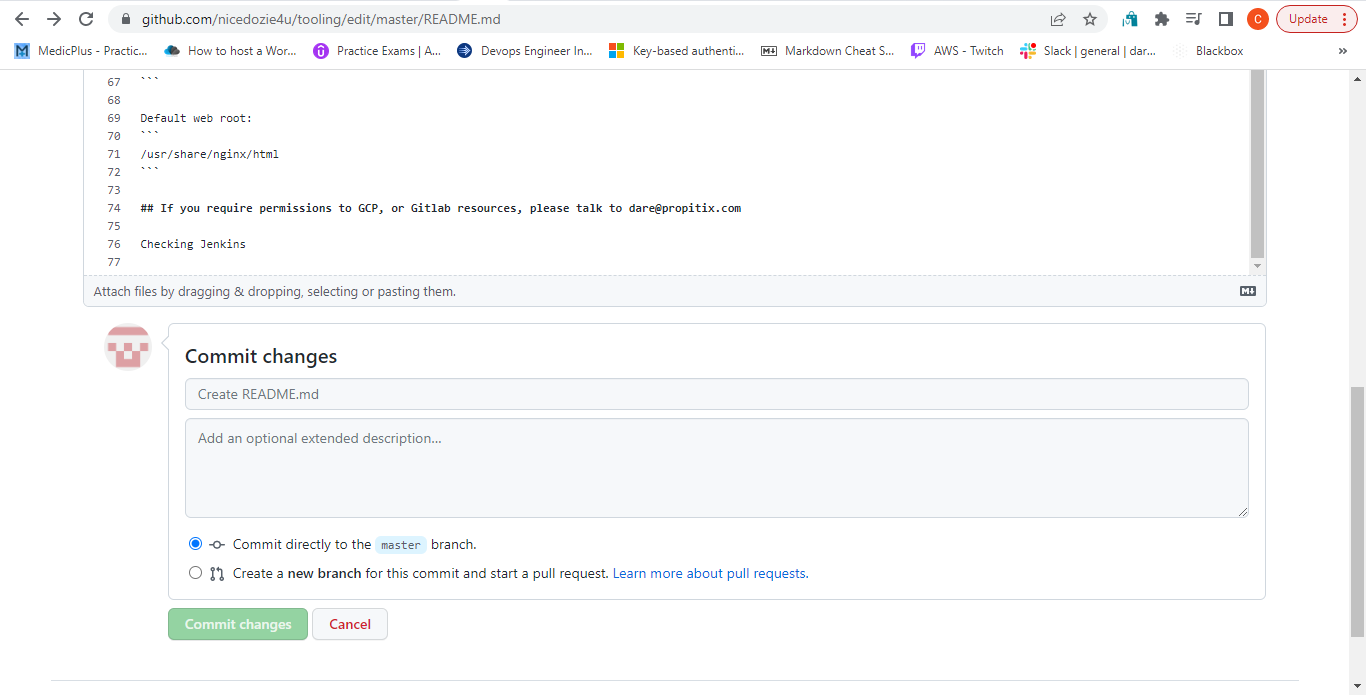 github.com/nicedozie4u/tooling/edit/master/README.md
C
Update
MedicPlus - Practic...
How to host a Wor...
Practice Exams | A...
Devops Engineer In...
Key-based authenti...
Markdown Cheat S...
AWS - Twitch
Slack | general | dar...
Blackbox
»
67 ```
68
69 Default web root:
70 ```
71 /usr/share/nginx/html
72 ```
73
74 ## If you require permissions to GCP, or Gitlab resources, please talk to dare@propitix.com
75
76 Checking Jenkins
77
Attach files by dragging & dropping, selecting or pasting them.
Commit changes
Create README.md
Add an optional extended description...
Commit directly to the master branch.
Create a new branch for this commit and start a pull request. Learn more about pull requests.
Commit changes
Cancel